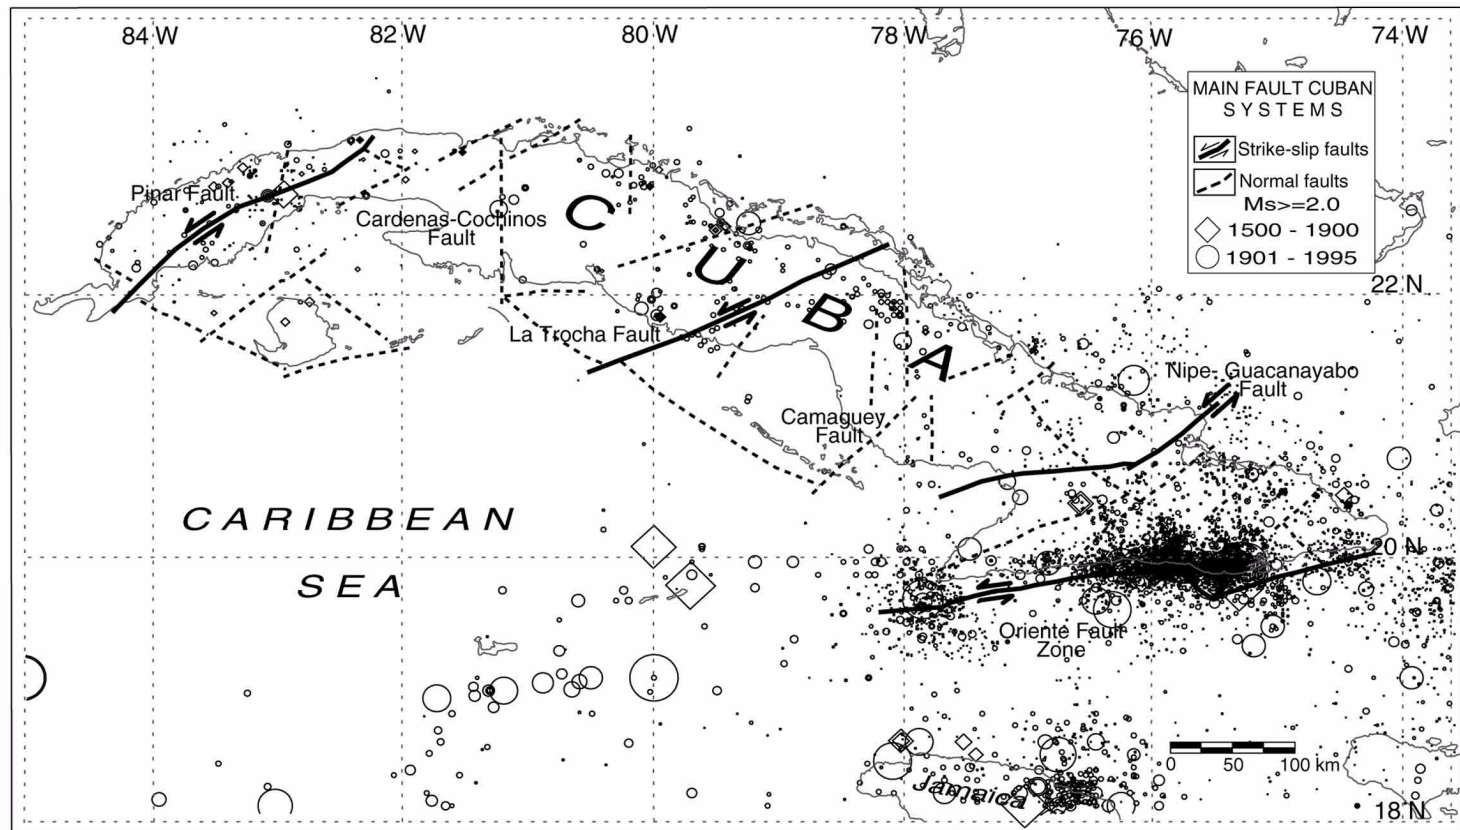 84 W 82 W 80 W 78 W 76 W 74 W
MAIN FAULT CUBAN
SYSTEMS
Strike-slip faults
Normal faults
Ms>=2.0
1500 - 1900
1901 - 1995
Pinar Fault
Cardenas-Cochinos
Fault
CUBA
22 N
La Trocha Fault
Nipe- Guacanayabo
Fault
Camaguey
Fault
CARIBBEAN
SEA
20 N
Oriente Fault
Zone
0 50 100 km
Jamaica
18 N